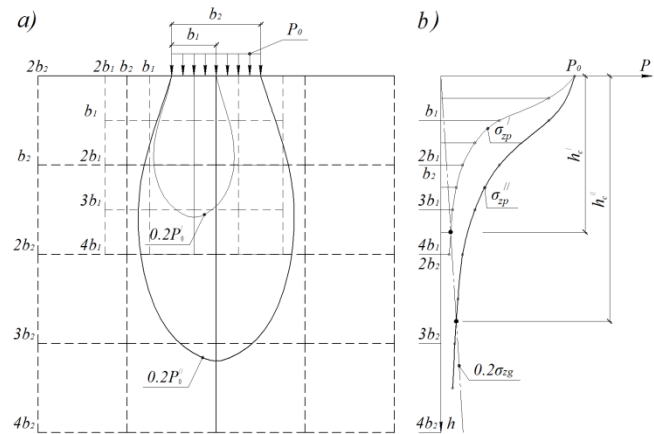 a)
b₂
b₁
P₀
2b₂
2b₁
b₂
b₁
b₁
b₂
2b₁
3b₁
0.2P₀'
2b₂
4b₁
3b₂
0.2P₀''
4b₂
b)
P₀
P
b₁
σzp'
hc'
2b₁
b₂
σzp''
hc''
3b₁
4b₁
2b₂
3b₂
0.2σzg
4b₂
h